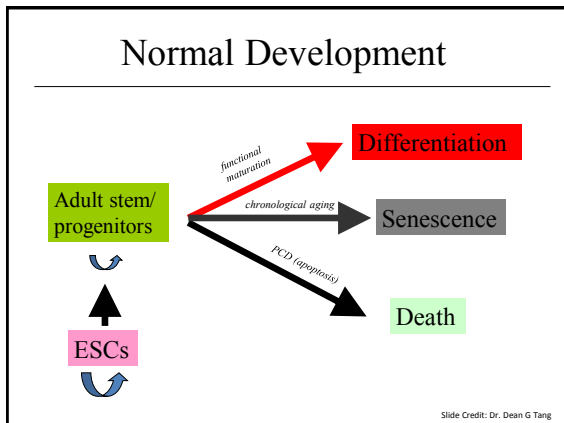 Normal Development
functional
maturation
Differentiation
Adult stem/
progenitors
chronological aging
Senescence
PCD (apoptosis)
Death
ESCs
Slide Credit: Dr. Dean G Tang